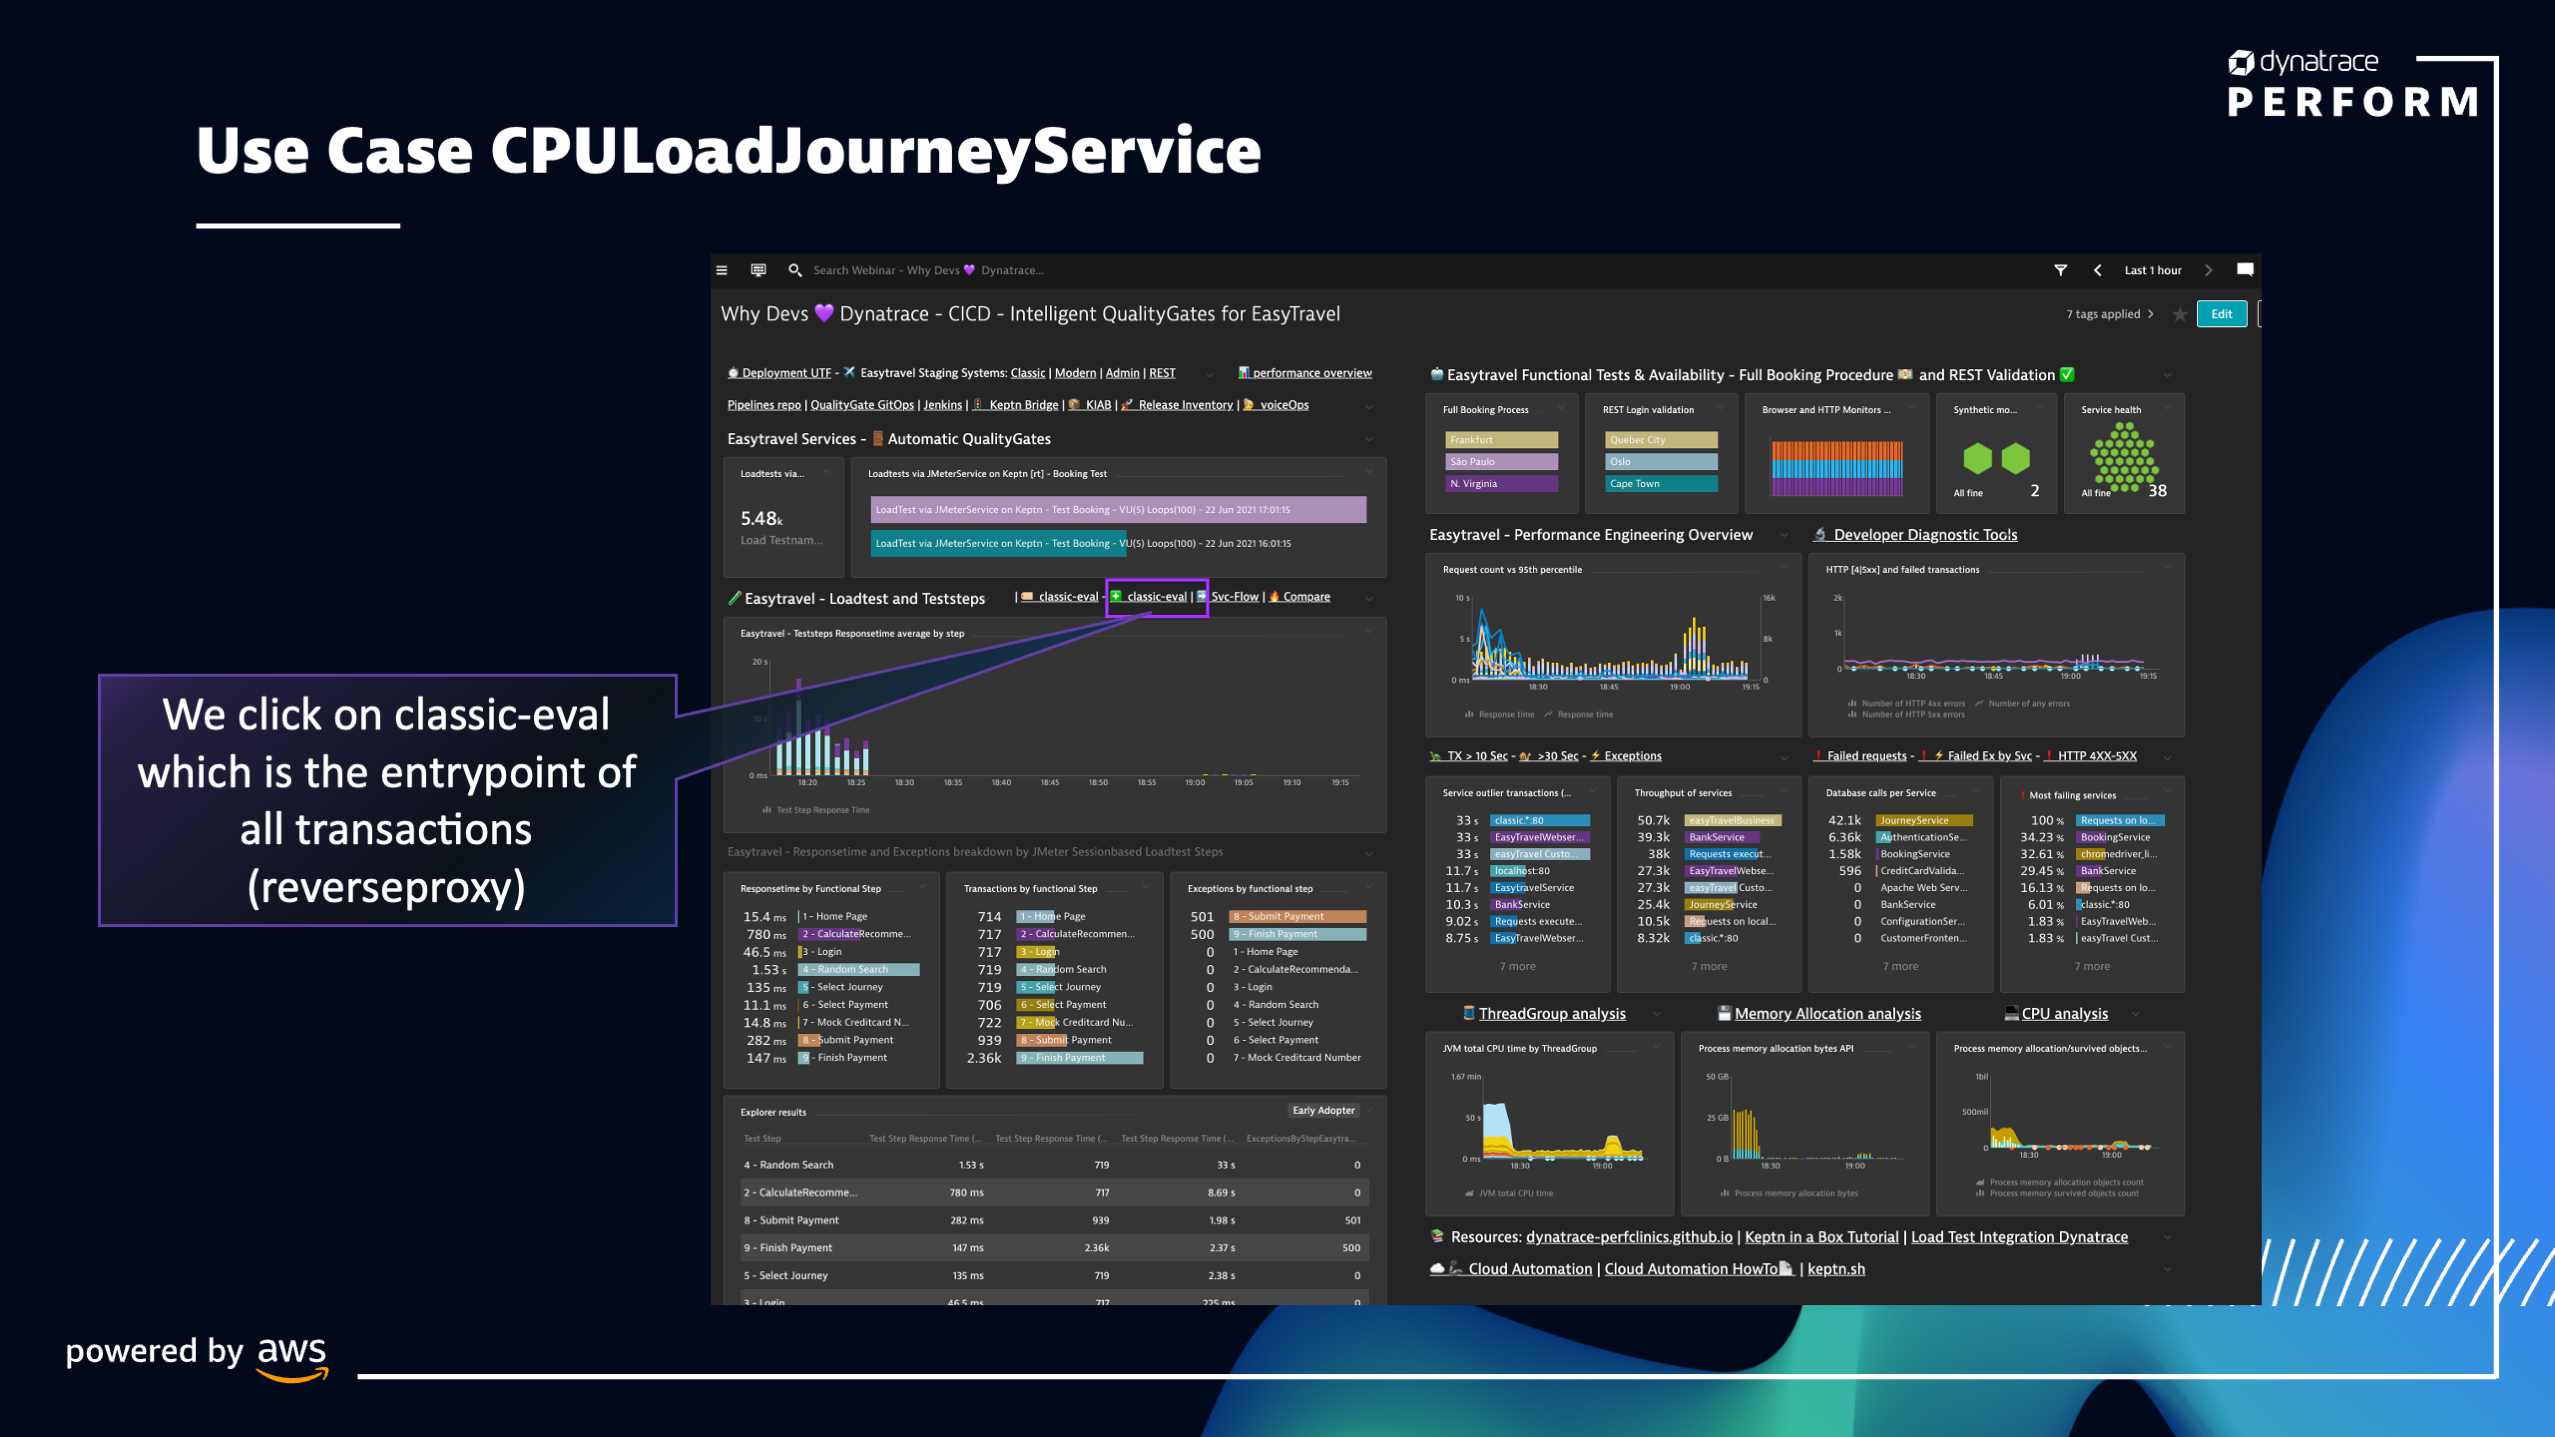 dynatrace
PERFORM
Use Case CPULoadJourneyService
Search Webinar - Why Devs 💜 Dynatrace...
Last 1 hour
Why Devs 💜 Dynatrace - CICD - Intelligent QualityGates for EasyTravel
7 tags applied
Edit
Deployment UTF - Easytravel Staging Systems: Classic | Modern | Admin | REST
performance overview
Pipelines repo | QualityGate GitOps | Jenkins | Keptn Bridge | KIAB | Release Inventory | voiceOps
Easytravel Services - Automatic QualityGates
Loadtests via...
5.48k
Load Testnam...
Loadtests via JMeterService on Keptn [rt] - Booking Test
LoadTest via JMeterService on Keptn - Test Booking - VU(5) Loops(100) - 22 Jun 2021 17:01:15
LoadTest via JMeterService on Keptn - Test Booking - VU(5) Loops(100) - 22 Jun 2021 16:01:15
Easytravel - Loadtest and Teststeps
| classic-eval - classic-eval | Svc-Flow | Compare
Easytravel - Teststeps Responsetime average by step
20 s
10 s
0 ms
18:20 18:25 18:30 18:35 18:40 18:45 18:50 18:55 19:00 19:05 19:10 19:15
Test Step Response Time
We click on classic-eval
which is the entrypoint of
all transactions
(reverseproxy)
Easytravel - Responsetime and Exceptions breakdown by JMeter Sessionbased Loadtest Steps
Responsetime by Functional Step
15.4 ms 1 - Home Page
780 ms 2 - CalculateRecomme...
46.5 ms 3 - Login
1.53 s 4 - Random Search
135 ms 5 - Select Journey
11.1 ms 6 - Select Payment
14.8 ms 7 - Mock Creditcard N...
282 ms 8 - Submit Payment
147 ms 9 - Finish Payment
Transactions by functional Step
714 1 - Home Page
717 2 - CalculateRecommen...
717 3 - Login
719 4 - Random Search
719 5 - Select Journey
706 6 - Select Payment
722 7 - Mock Creditcard Nu...
939 8 - Submit Payment
2.36k 9 - Finish Payment
Exceptions by functional step
501 8 - Submit Payment
500 9 - Finish Payment
0 1 - Home Page
0 2 - CalculateRecommenda...
0 3 - Login
0 4 - Random Search
0 5 - Select Journey
0 6 - Select Payment
0 7 - Mock Creditcard Number
Explorer results
Early Adopter
Test Step Test Step Response Time (... Test Step Response Time (... Test Step Response Time (... ExceptionsByStepEasytra...
4 - Random Search 1.53 s 719 33 s 0
2 - CalculateRecomme... 780 ms 717 8.69 s 0
8 - Submit Payment 282 ms 939 1.98 s 501
9 - Finish Payment 147 ms 2.36k 2.37 s 500
5 - Select Journey 135 ms 719 2.38 s 0
3 - Login 46.5 ms 717 225 ms 0
Easytravel Functional Tests & Availability - Full Booking Procedure and REST Validation ✅
Full Booking Process
Frankfurt
São Paulo
N. Virginia
REST Login validation
Quebec City
Oslo
Cape Town
Browser and HTTP Monitors ...
Synthetic mo...
All fine 2
Service health
All fine 38
Easytravel - Performance Engineering Overview
Developer Diagnostic Tools
Request count vs 95th percentile
10 s
5 s
0 ms
16k
8k
0
18:30 18:45 19:00 19:15
Response time Response time
HTTP [4|5xx] and failed transactions
2k
1k
0
18:30 18:45 19:00 19:15
Number of HTTP 4xx errors Number of any errors
Number of HTTP 5xx errors
TX > 10 Sec - >30 Sec - Exceptions
Failed requests - Failed Ex by Svc - HTTP 4XX-5XX
Service outlier transactions (...
33 s classic.*:80
33 s EasyTravelWebser...
33 s easyTravel Custo...
11.7 s localhost:80
11.7 s EasytravelService
10.3 s BankService
9.02 s Requests execute...
8.75 s EasyTravelWebser...
7 more
Throughput of services
50.7k easyTravelBusiness
39.3k BankService
38k Requests execut...
27.3k EasyTravelWebse...
27.3k easyTravel Custo...
25.4k JourneyService
10.5k Requests on local...
8.32k classic.*:80
7 more
Database calls per Service
42.1k JourneyService
6.36k AuthenticationSe...
1.58k BookingService
596 CreditCardValida...
0 Apache Web Serv...
0 BankService
0 ConfigurationSer...
0 CustomerFronten...
7 more
Most failing services
100 % Requests on lo...
34.23 % BookingService
32.61 % chromedriver_li...
29.45 % BankService
16.13 % Requests on lo...
6.01 % classic.*:80
1.83 % EasyTravelWeb...
1.83 % easyTravel Cust...
7 more
ThreadGroup analysis
Memory Allocation analysis
CPU analysis
JVM total CPU time by ThreadGroup
1.67 min
50 s
0 ms
18:30 19:00
JVM total CPU time
Process memory allocation bytes API
50 GB
25 GB
0 B
18:30 19:00
Process memory allocation bytes
Process memory allocation/survived objects...
1bil
500mil
0
18:30 19:00
Process memory allocation objects count
Process memory survived objects count
Resources: dynatrace-perfclinics.github.io | Keptn in a Box Tutorial | Load Test Integration Dynatrace
Cloud Automation | Cloud Automation HowTo | keptn.sh
powered by aws